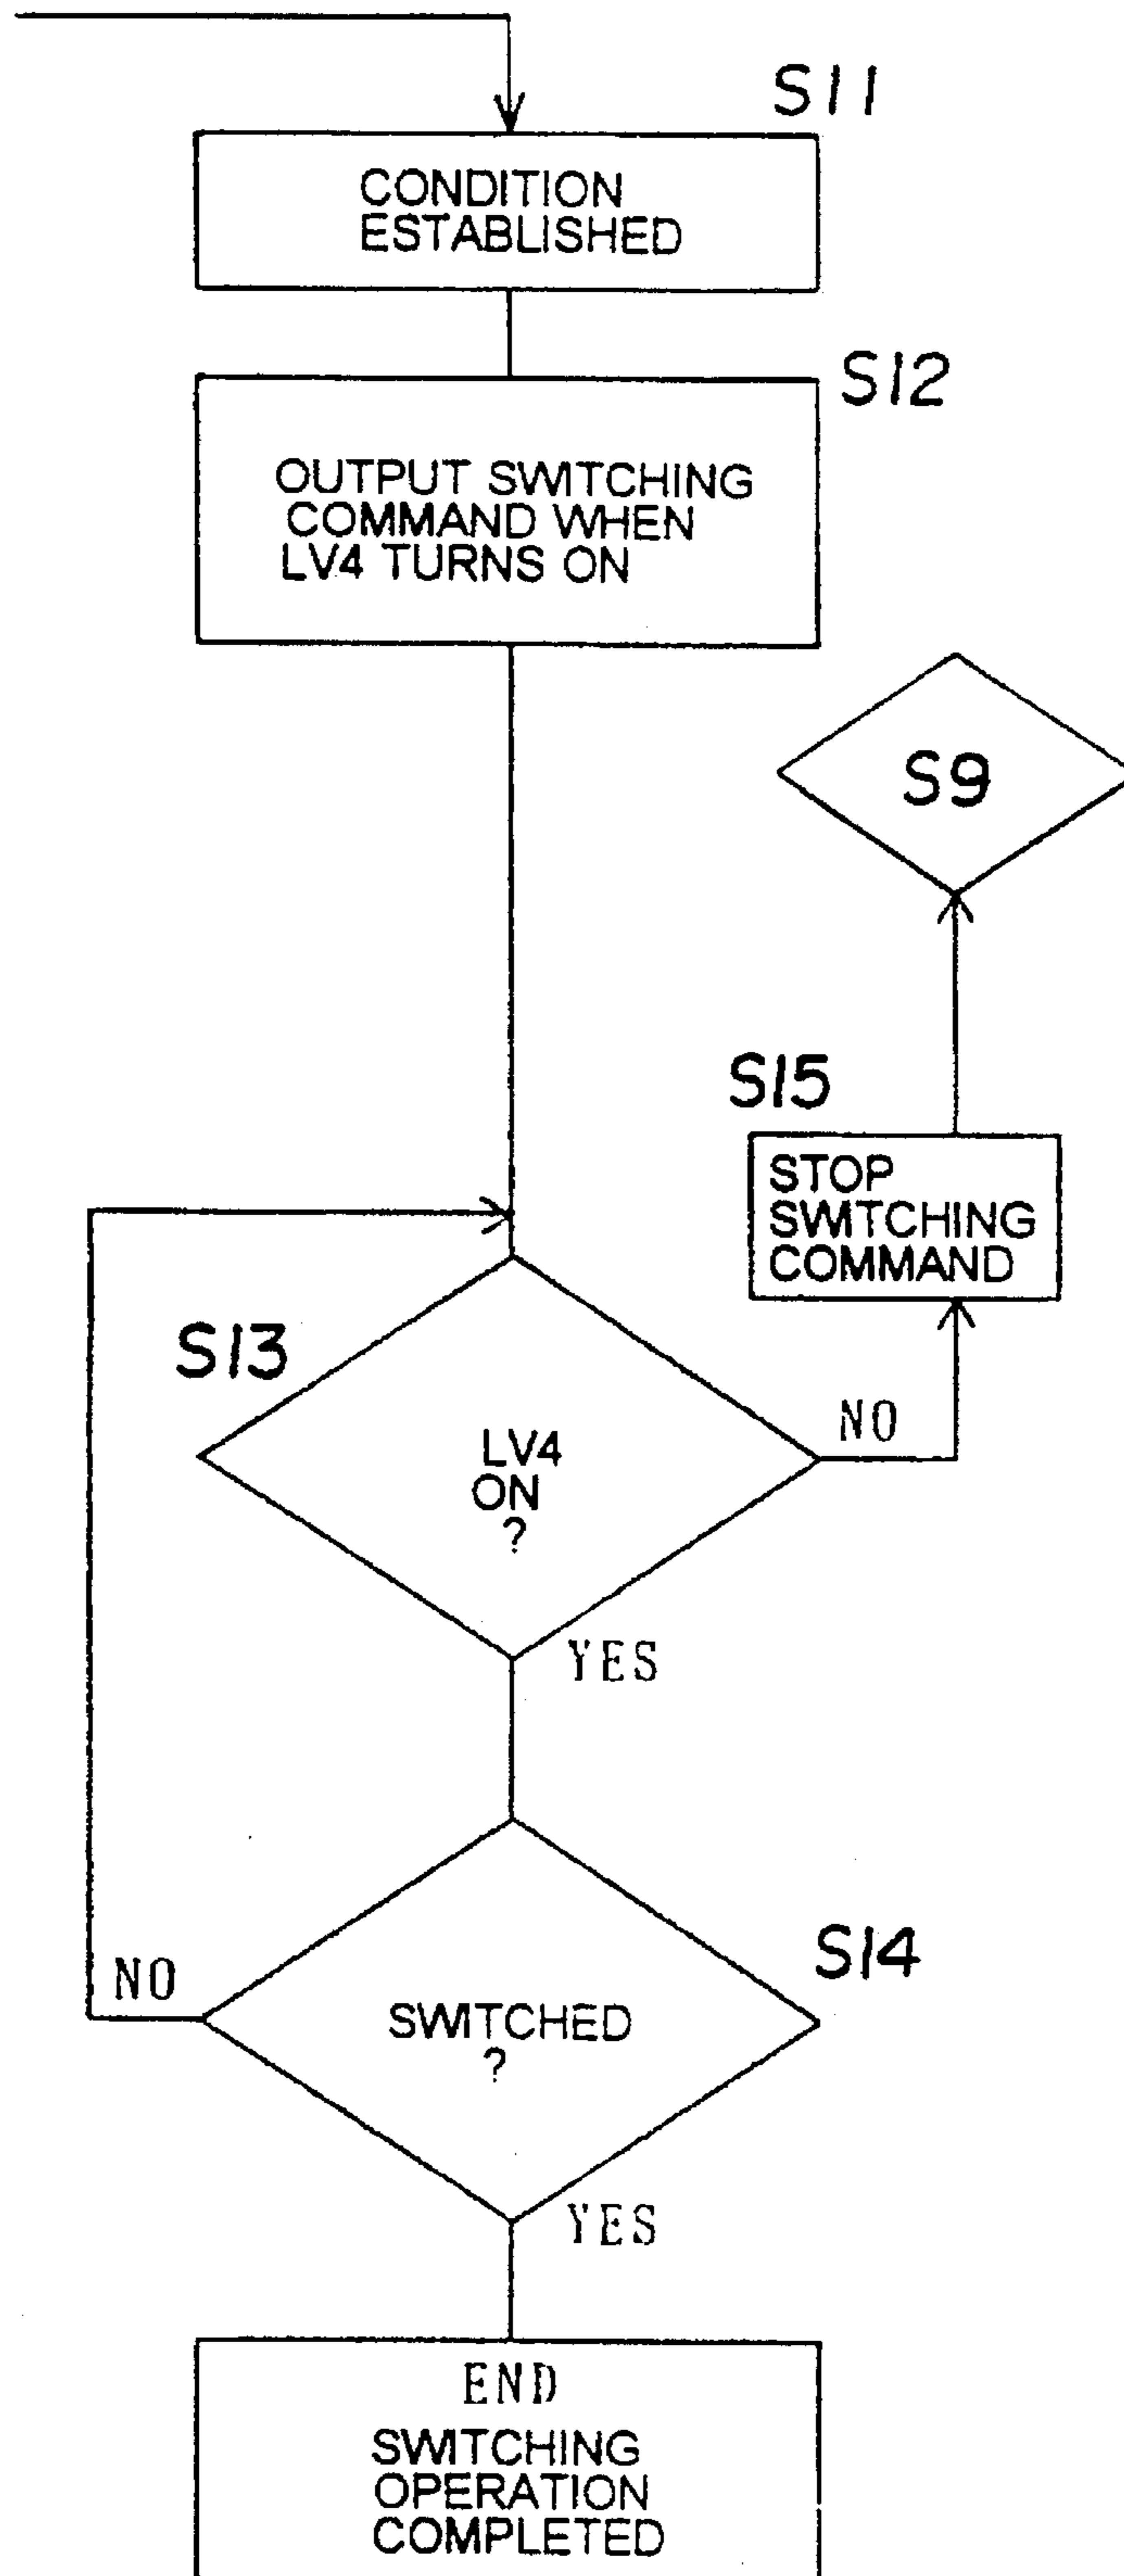 S11
CONDITION
ESTABLISHED
S12
OUTPUT SWITCHING
COMMAND WHEN
LV4 TURNS ON
S9
S15
STOP
SWITCHING
COMMAND
S13
LV4
ON
?
NO
YES
S14
NO
SWITCHED
?
YES
END
SWITCHING
OPERATION
COMPLETED